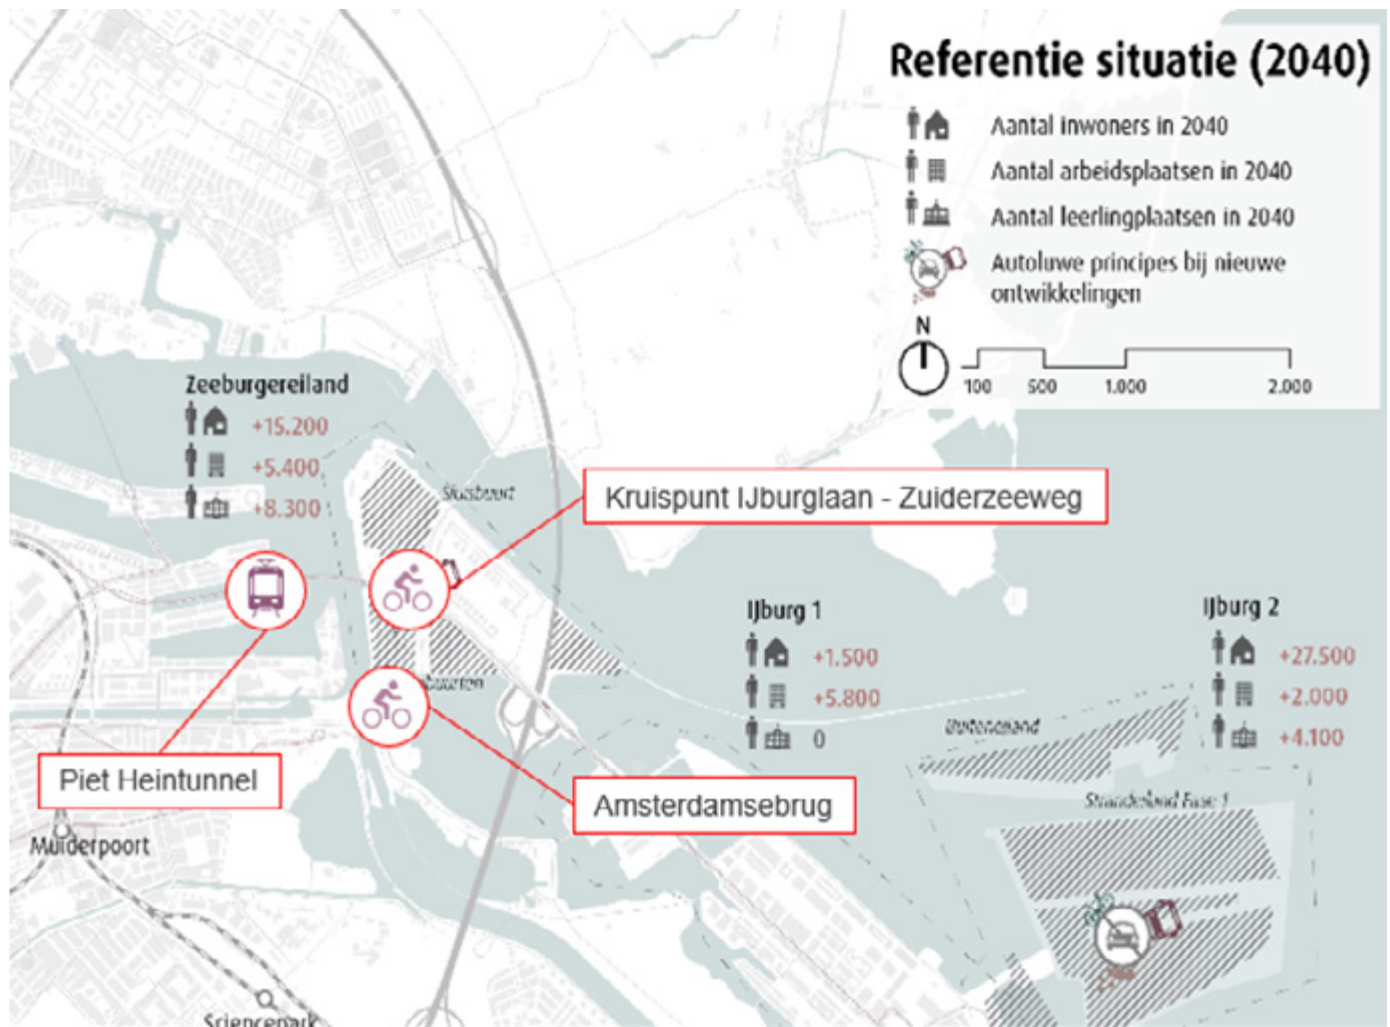 Referentie situatie (2040)
Aantal inwoners in 2040
Aantal arbeidsplaatsen in 2040
Aantal leerlingplaatsen in 2040
Autoluwe principes bij nieuwe
ontwikkelingen
N
100 500 1.000 2.000
Zeeburgereiland
+15.200
+5.400
+8.300
Sluisbuurt
Kruispunt IJburglaan - Zuiderzeeweg
IJburg 1
+1.500
+5.800
0
IJburg 2
+27.500
+2.000
+4.100
buurten
Buiteneiland
Strandeiland Fase 1
Piet Heintunnel
Amsterdamsebrug
Muiderpoort
Sciencepark